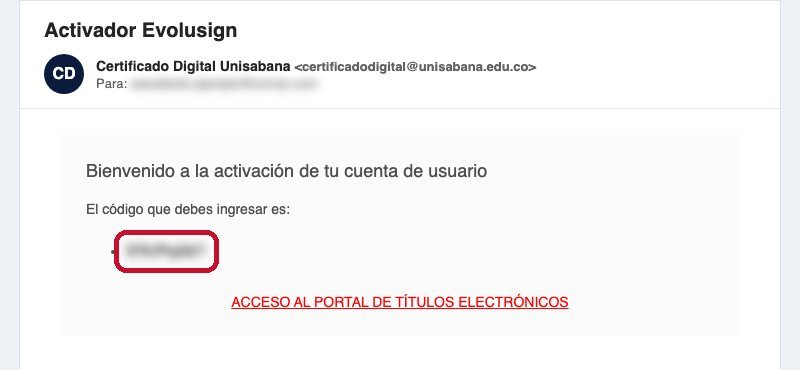 Activador Evolusign
CD
Certificado Digital Unisabana <certificadodigital@unisabana.edu.co>
Para:
Bienvenido a la activación de tu cuenta de usuario
El código que debes ingresar es:
ACCESO AL PORTAL DE TÍTULOS ELECTRÓNICOS